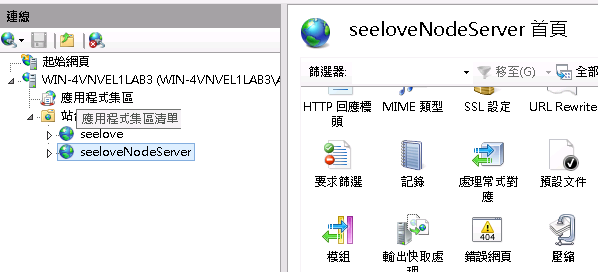 連線
起始網頁
WIN-4VNVEL1LAB3 (WIN-4VNVEL1LAB3\A
應用程式集區
站台
應用程式集區清單
seelove
seeloveNodeServer
seeloveNodeServer 首頁
篩選器:
移至(G)
全部
HTTP 回應標頭
MIME 類型
SSL 設定
URL Rewrite
要求篩選
記錄
處理常式對應
預設文件
模組
輸出快取處理
404
錯誤網頁
壓縮